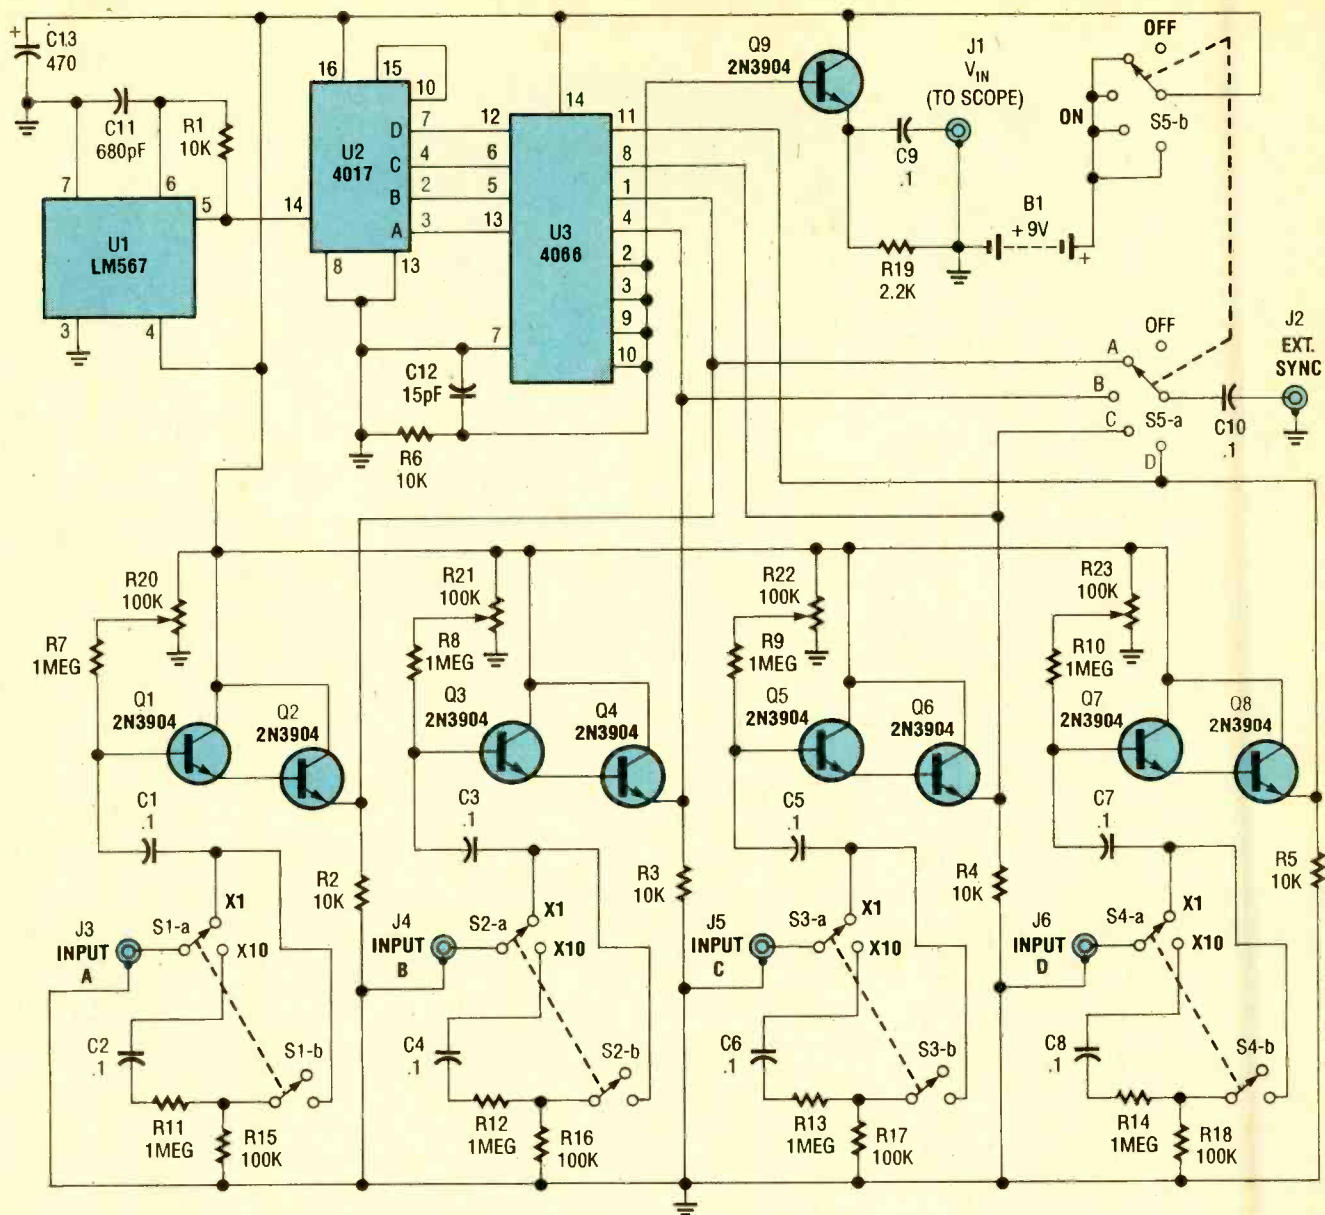 +
C13
470
C11
680pF
R1
10K
7
6
5
U1
LM567
3
4
16
15
10
14
U2
4017
D
7
C
4
B
2
A
3
8
13
12
6
5
13
14
U3
4066
11
8
1
4
2
3
9
10
7
C12
15pF
R6
10K
Q9
2N3904
J1
VIN
(TO SCOPE)
C9
.1
R19
2.2K
B1
+9V
+
OFF
ON
S5-b
OFF
A
B
C
D
S5-a
C10
.1
J2
EXT.
SYNC
R20
100K
R7
1MEG
Q1
2N3904
Q2
2N3904
C1
.1
R2
10K
X1
S1-a
X10
J3
INPUT
A
C2
.1
S1-b
R11
1MEG
R15
100K
R21
100K
R8
1MEG
Q3
2N3904
Q4
2N3904
C3
.1
R3
10K
X1
S2-a
X10
J4
INPUT
B
C4
.1
S2-b
R12
1MEG
R16
100K
R22
100K
R9
1MEG
Q5
2N3904
Q6
2N3904
C5
.1
R4
10K
X1
S3-a
X10
J5
INPUT
C
C6
.1
S3-b
R13
1MEG
R17
100K
R23
100K
R10
1MEG
Q7
2N3904
Q8
2N3904
C7
.1
R5
10K
X1
S4-a
X10
J6
INPUT
D
C8
.1
S4-b
R14
1MEG
R18
100K